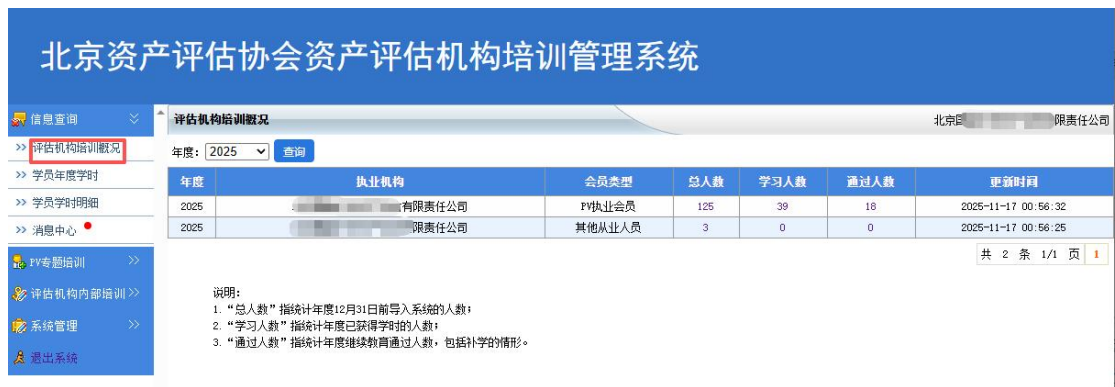 北京资产评估协会资产评估机构培训管理系统
信息查询
评估机构培训概况
学员年度学时
学员学时明细
消息中心
PV专题培训
评估机构内部培训
系统管理
退出系统
评估机构培训概况 北京 限责任公司
年度: 2025 查询
年度 执业机构 会员类型 总人数 学习人数 通过人数 更新时间
2025 有限责任公司 PV执业会员 125 39 18 2025-11-17 00:56:32
2025 限责任公司 其他从业人员 3 0 0 2025-11-17 00:56:25
共 2 条 1/1 页 1
说明:
1. “总人数”指统计年度12月31日前导入系统的人数;
2. “学习人数”指统计年度已获得学时的人数;
3. “通过人数”指统计年度继续教育通过人数,包括补学的情形。